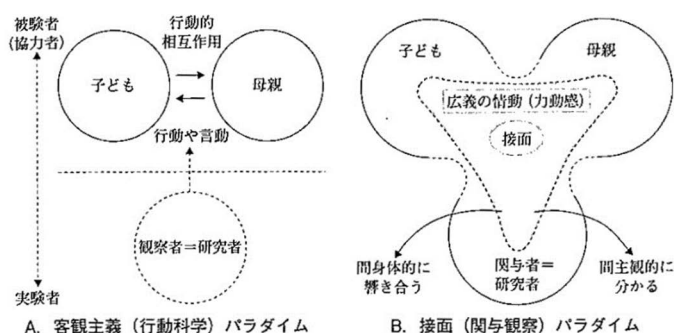 被験者
(協力者)
行動的
相互作用
子ども
母親
行動や言動
観察者＝研究者
実験者
A. 客観主義（行動科学）パラダイム
子ども
母親
広義の情動（力動感）
接面
間身体的に
響き合う
関与者＝
研究者
間主観的に
分かる
B. 接面（関与観察）パラダイム